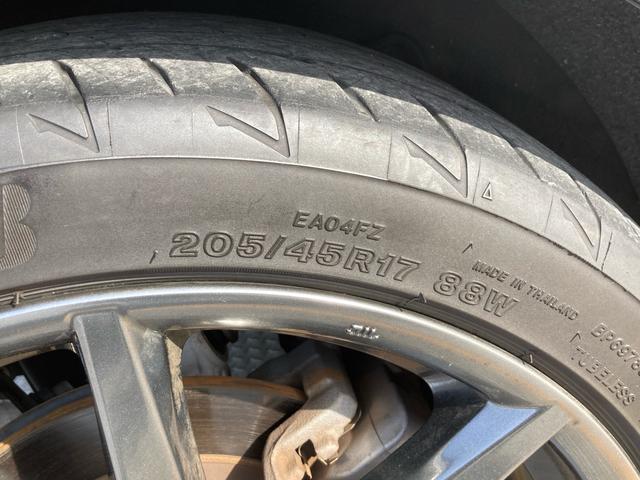 B
EA04FZ
205/45R17 88W
MADE IN THAILAND
TUBELESS